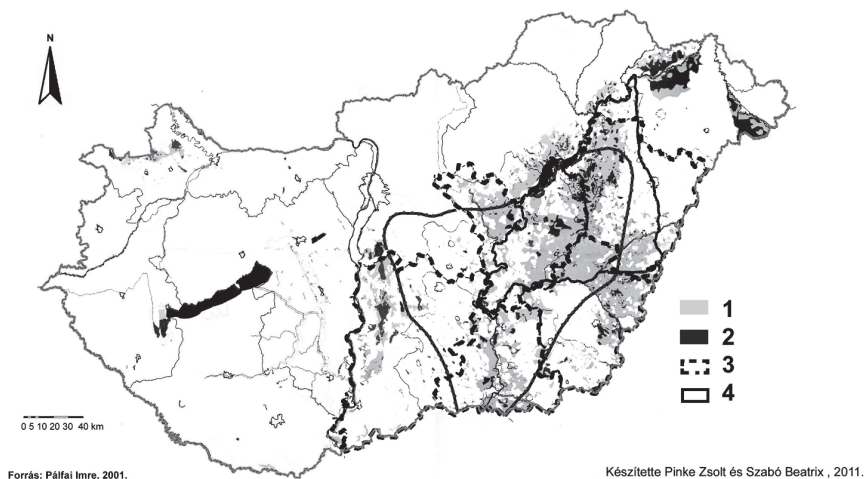 N
1
2
3
4
0 5 10 20 30 40 km
Forrás: Pálfai Imre. 2001.
Készítette Pinke Zsolt és Szabó Beatrix , 2011.